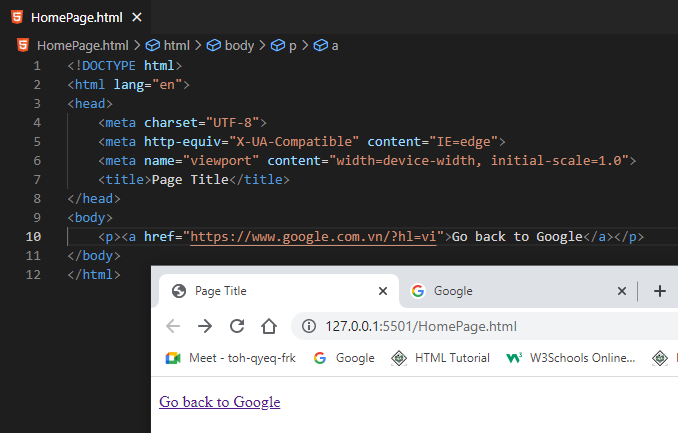 HomePage.html
HomePage.html > html > body > p > a
1 <!DOCTYPE html>
2 <html lang="en">
3 <head>
4 <meta charset="UTF-8">
5 <meta http-equiv="X-UA-Compatible" content="IE=edge">
6 <meta name="viewport" content="width=device-width, initial-scale=1.0">
7 <title>Page Title</title>
8 </head>
9 <body>
10 <p><a href="https://www.google.com.vn/?hl=vi">Go back to Google</a></p>
11 </body>
12 </html>
Page Title Google
127.0.0.1:5501/HomePage.html
Meet - toh-qyeq-frk Google HTML Tutorial W3Schools Online...
Go back to Google